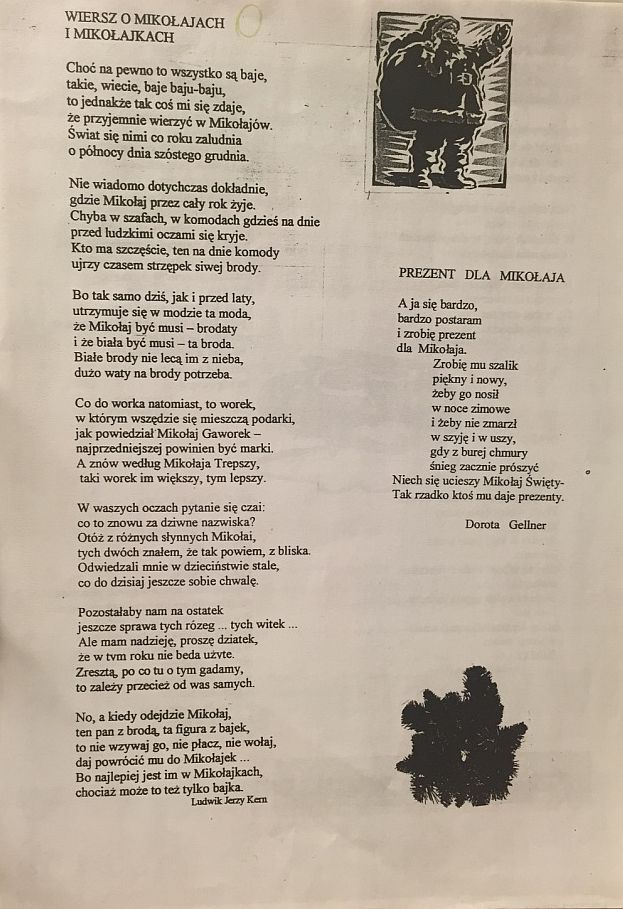 WIERSZ O MIKOŁAJACH
I MIKOŁAJKACH
Choć na pewno to wszystko są baje,
takie, wiecie, baje baju-baju,
to jednakże tak coś mi się zdaje,
że przyjemnie wierzyć w Mikołajów.
Świat się nimi co roku zaludnia
o północy dnia szóstego grudnia.
Nie wiadomo dotychczas dokładnie,
gdzie Mikołaj przez cały rok żyje.
Chyba w szafach, w komodach gdzieś na dnie
przed ludzkimi oczami się kryje.
Kto ma szczęście, ten na dnie komody
ujrzy czasem strzępek siwej brody.
Bo tak samo dziś, jak i przed laty,
utrzymuje się w modzie ta moda,
że Mikołaj być musi – brodaty
i że biała być musi – ta broda.
Białe brody nie lecą im z nieba,
dużo waty na brody potrzeba.
Co do worka natomiast, to worek,
w którym wszędzie się mieszczą podarki,
jak powiedział Mikołaj Gaworek –
najprzedniejszej powinien być marki.
A znów według Mikołaja Trepszy,
taki worek im większy, tym lepszy.
W waszych oczach pytanie się czai:
co to znowu za dziwne nazwiska?
Otóż z różnych słynnych Mikołai,
tych dwóch znałem, że tak powiem, z bliska.
Odwiedzali mnie w dzieciństwie stale,
co do dzisiaj jeszcze sobie chwalę.
Pozostałaby nam na ostatek
jeszcze sprawa tych rózeg ... tych witek ...
Ale mam nadzieję, proszę dziatek,
że w tym roku nie beda użyte.
Zresztą, po co tu o tym gadamy,
to zależy przecież od was samych.
No, a kiedy odejdzie Mikołaj,
ten pan z brodą, ta figura z bajek,
to nie wzywaj go, nie płacz, nie wołaj,
daj powrócić mu do Mikołajek ...
Bo najlepiej jest im w Mikołajkach,
chociaż może to też tylko bajka.
Ludwik Jerzy Kern
PREZENT DLA MIKOŁAJA
A ja się bardzo,
bardzo postaram
i zrobię prezent
dla Mikołaja.
Zrobię mu szalik
piękny i nowy,
żeby go nosił
w noce zimowe
i żeby nie zmarzł
w szyję i w uszy,
gdy z burej chmury
śnieg zacznie prószyć
Niech się ucieszy Mikołaj Święty-
Tak rzadko ktoś mu daje prezenty.
Dorota Gellner